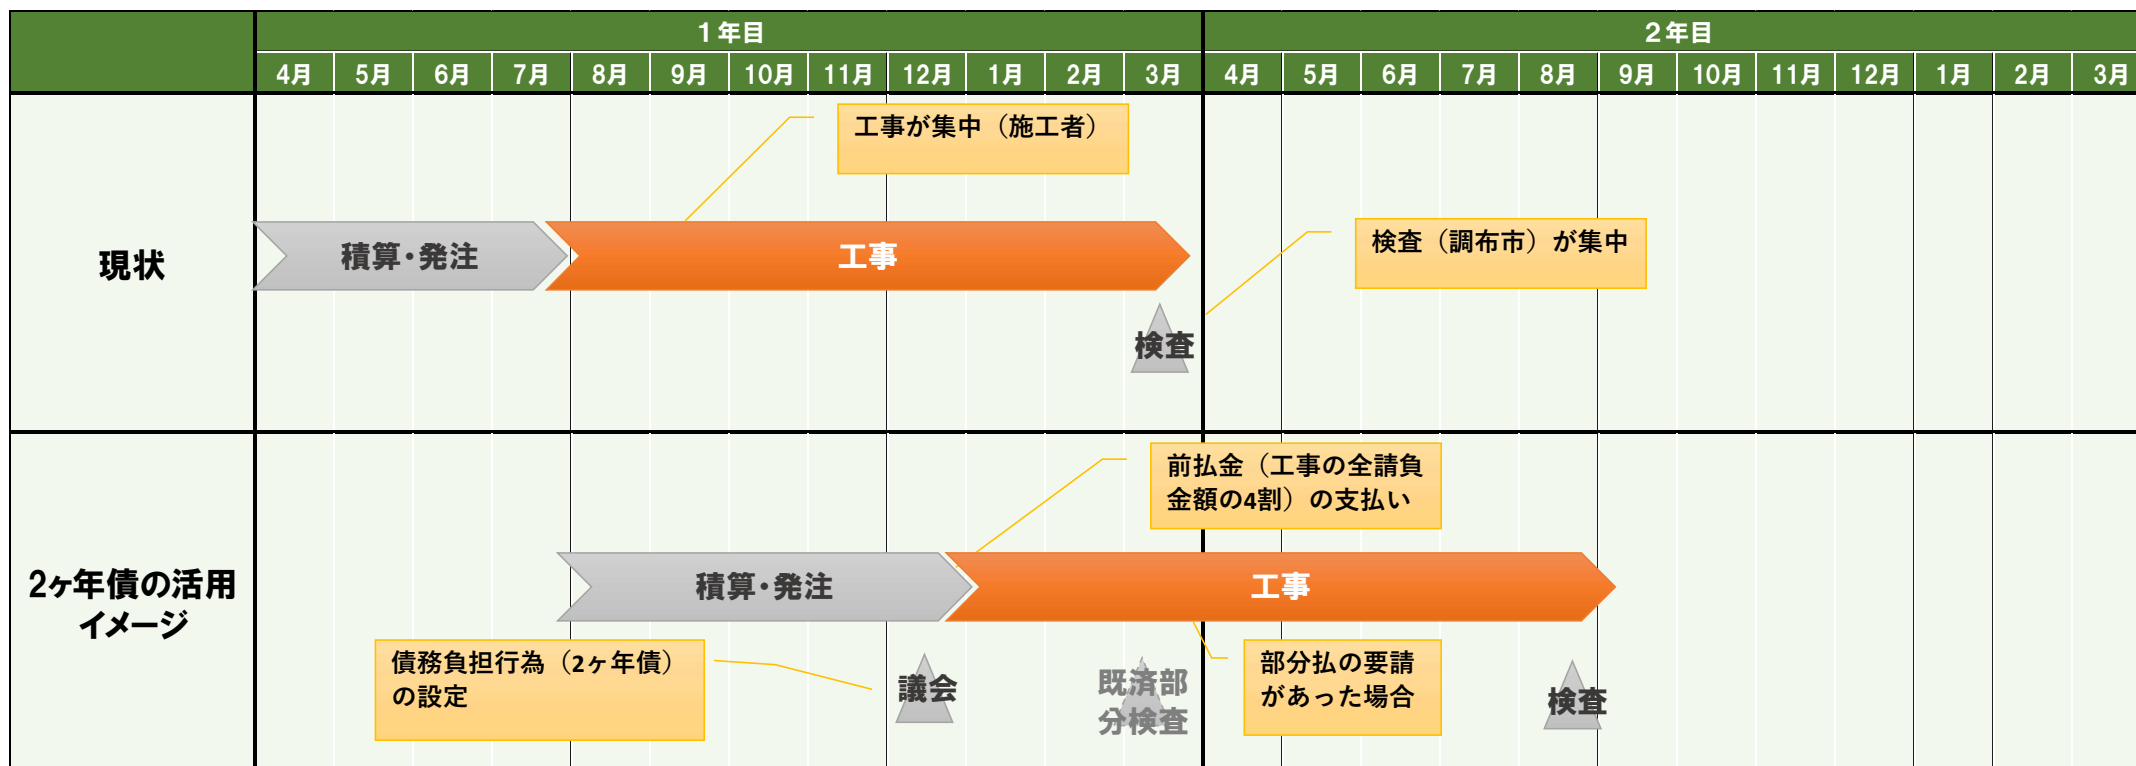 1年目
2年目
4月 5月 6月 7月 8月 9月 10月 11月 12月 1月 2月 3月 4月 5月 6月 7月 8月 9月 10月 11月 12月 1月 2月 3月
工事が集中（施工者）
現状
積算・発注
工事
検査（調布市）が集中
検査
前払金（工事の全請負
金額の4割）の支払い
2ヶ年債の活用
イメージ
積算・発注
工事
債務負担行為（2ヶ年債）
の設定
議会
既済部
分検査
部分払の要請
があった場合
検査